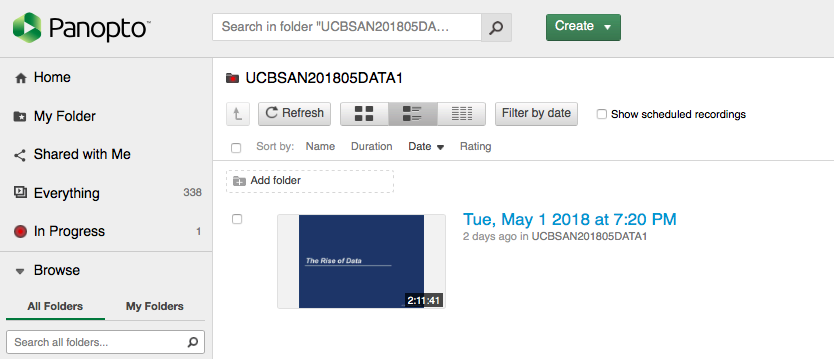 Panopto™
Search in folder "UCBSAN201805DA...
Create
Home
My Folder
Shared with Me
Everything 338
In Progress 1
Browse
All Folders My Folders
Search all folders...
UCBSAN201805DATA1
Refresh
Filter by date
Show scheduled recordings
Sort by: Name Duration Date Rating
Add folder
The Rise of Data
2:11:41
Tue, May 1 2018 at 7:20 PM
2 days ago in UCBSAN201805DATA1